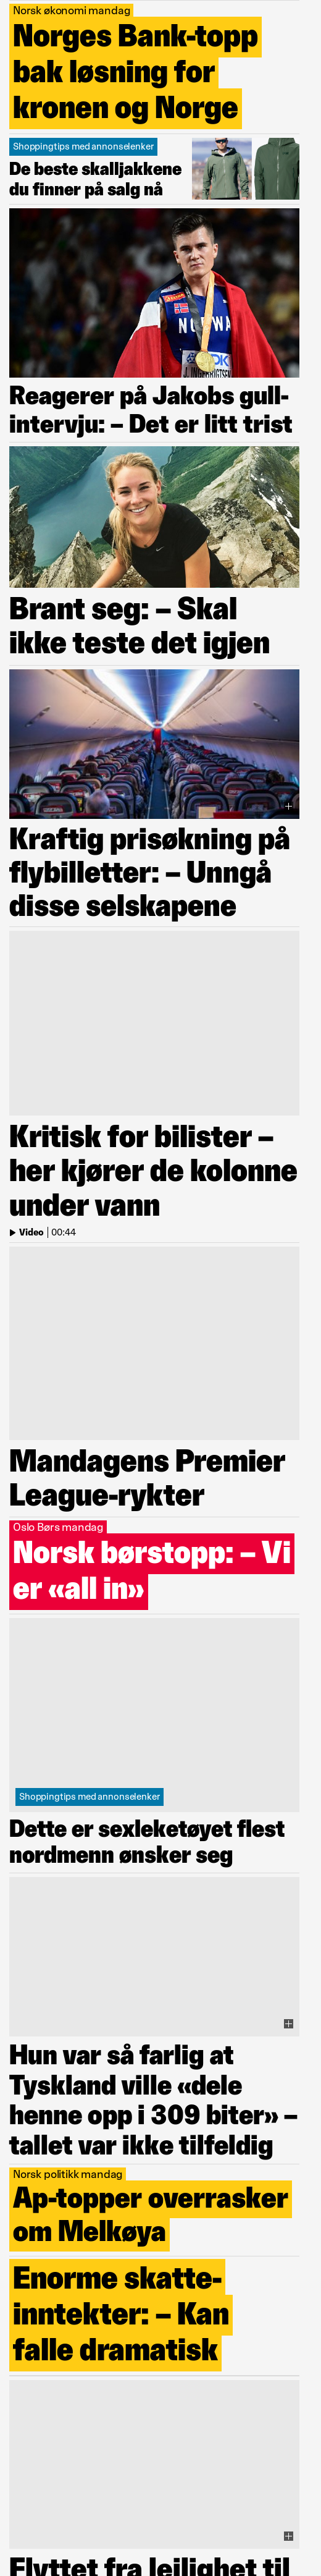 Norsk økonomi mandag
Norges Bank-topp
bak løsning for
kronen og Norge
Shoppingtips med annonselenker
De beste skalljakkene
du finner på salg nå
NORWAY
J. INGEBRIGTSEN
Reagerer på Jakobs gull-
intervju: – Det er litt trist
Brant seg: – Skal
ikke teste det igjen
Kraftig prisøkning på
flybilletter: – Unngå
disse selskapene
Kritisk for bilister –
her kjører de kolonne
under vann
Video | 00:44
Mandagens Premier
League-rykter
Oslo Børs mandag
Norsk børstopp: – Vi
er «all in»
Shoppingtips med annonselenker
Dette er sexleketøyet flest
nordmenn ønsker seg
Hun var så farlig at
Tyskland ville «dele
henne opp i 309 biter» –
tallet var ikke tilfeldig
Norsk politikk mandag
Ap-topper overrasker
om Melkøya
Enorme skatte-
inntekter: – Kan
falle dramatisk
Flyttet fra leilighet til